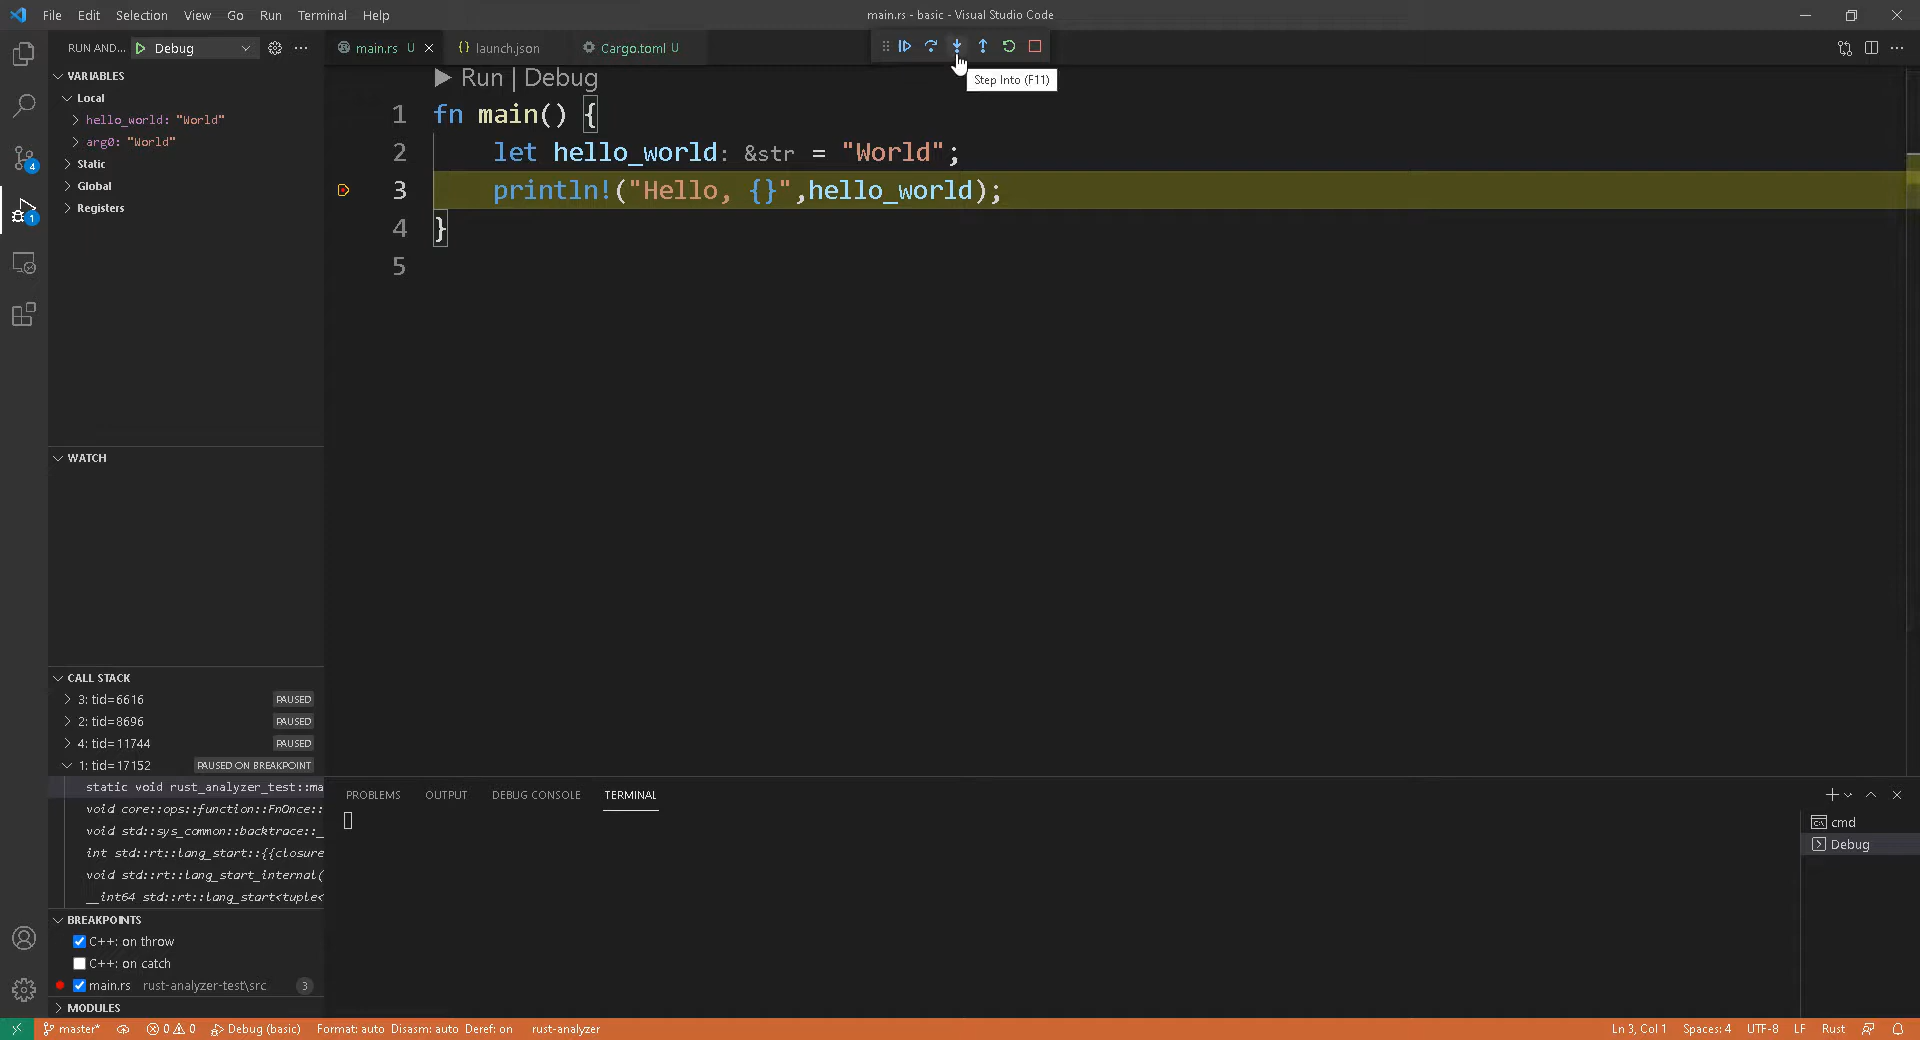 File Edit Selection View Go Run Terminal Help
main.rs - basic - Visual Studio Code
RUN AND... Debug
main.rs U
launch.json
Cargo.toml U
Step Into (F11)
VARIABLES
Local
hello_world: "World"
arg0: "World"
Static
Global
Registers
Run | Debug
1 fn main() {
2 let hello_world: &str = "World";
3 println!("Hello, {}",hello_world);
4 }
5
4
1
WATCH
CALL STACK
3: tid=6616 PAUSED
2: tid=8696 PAUSED
4: tid=11744 PAUSED
1: tid=17152 PAUSED ON BREAKPOINT
static void rust_analyzer_test::ma
void core::ops::function::FnOnce::
void std::sys_common::backtrace::_
int std::rt::lang_start::{{closure
void std::rt::lang_start_internal(
__int64 std::rt::lang_start<tuple<
BREAKPOINTS
C++: on throw
C++: on catch
main.rs rust-analyzer-test\src 3
MODULES
PROBLEMS OUTPUT DEBUG CONSOLE TERMINAL
cmd
Debug
master* 0 0 Debug (basic) Format: auto Disasm: auto Deref: on rust-analyzer
Ln 3, Col 1 Spaces: 4 UTF-8 LF Rust